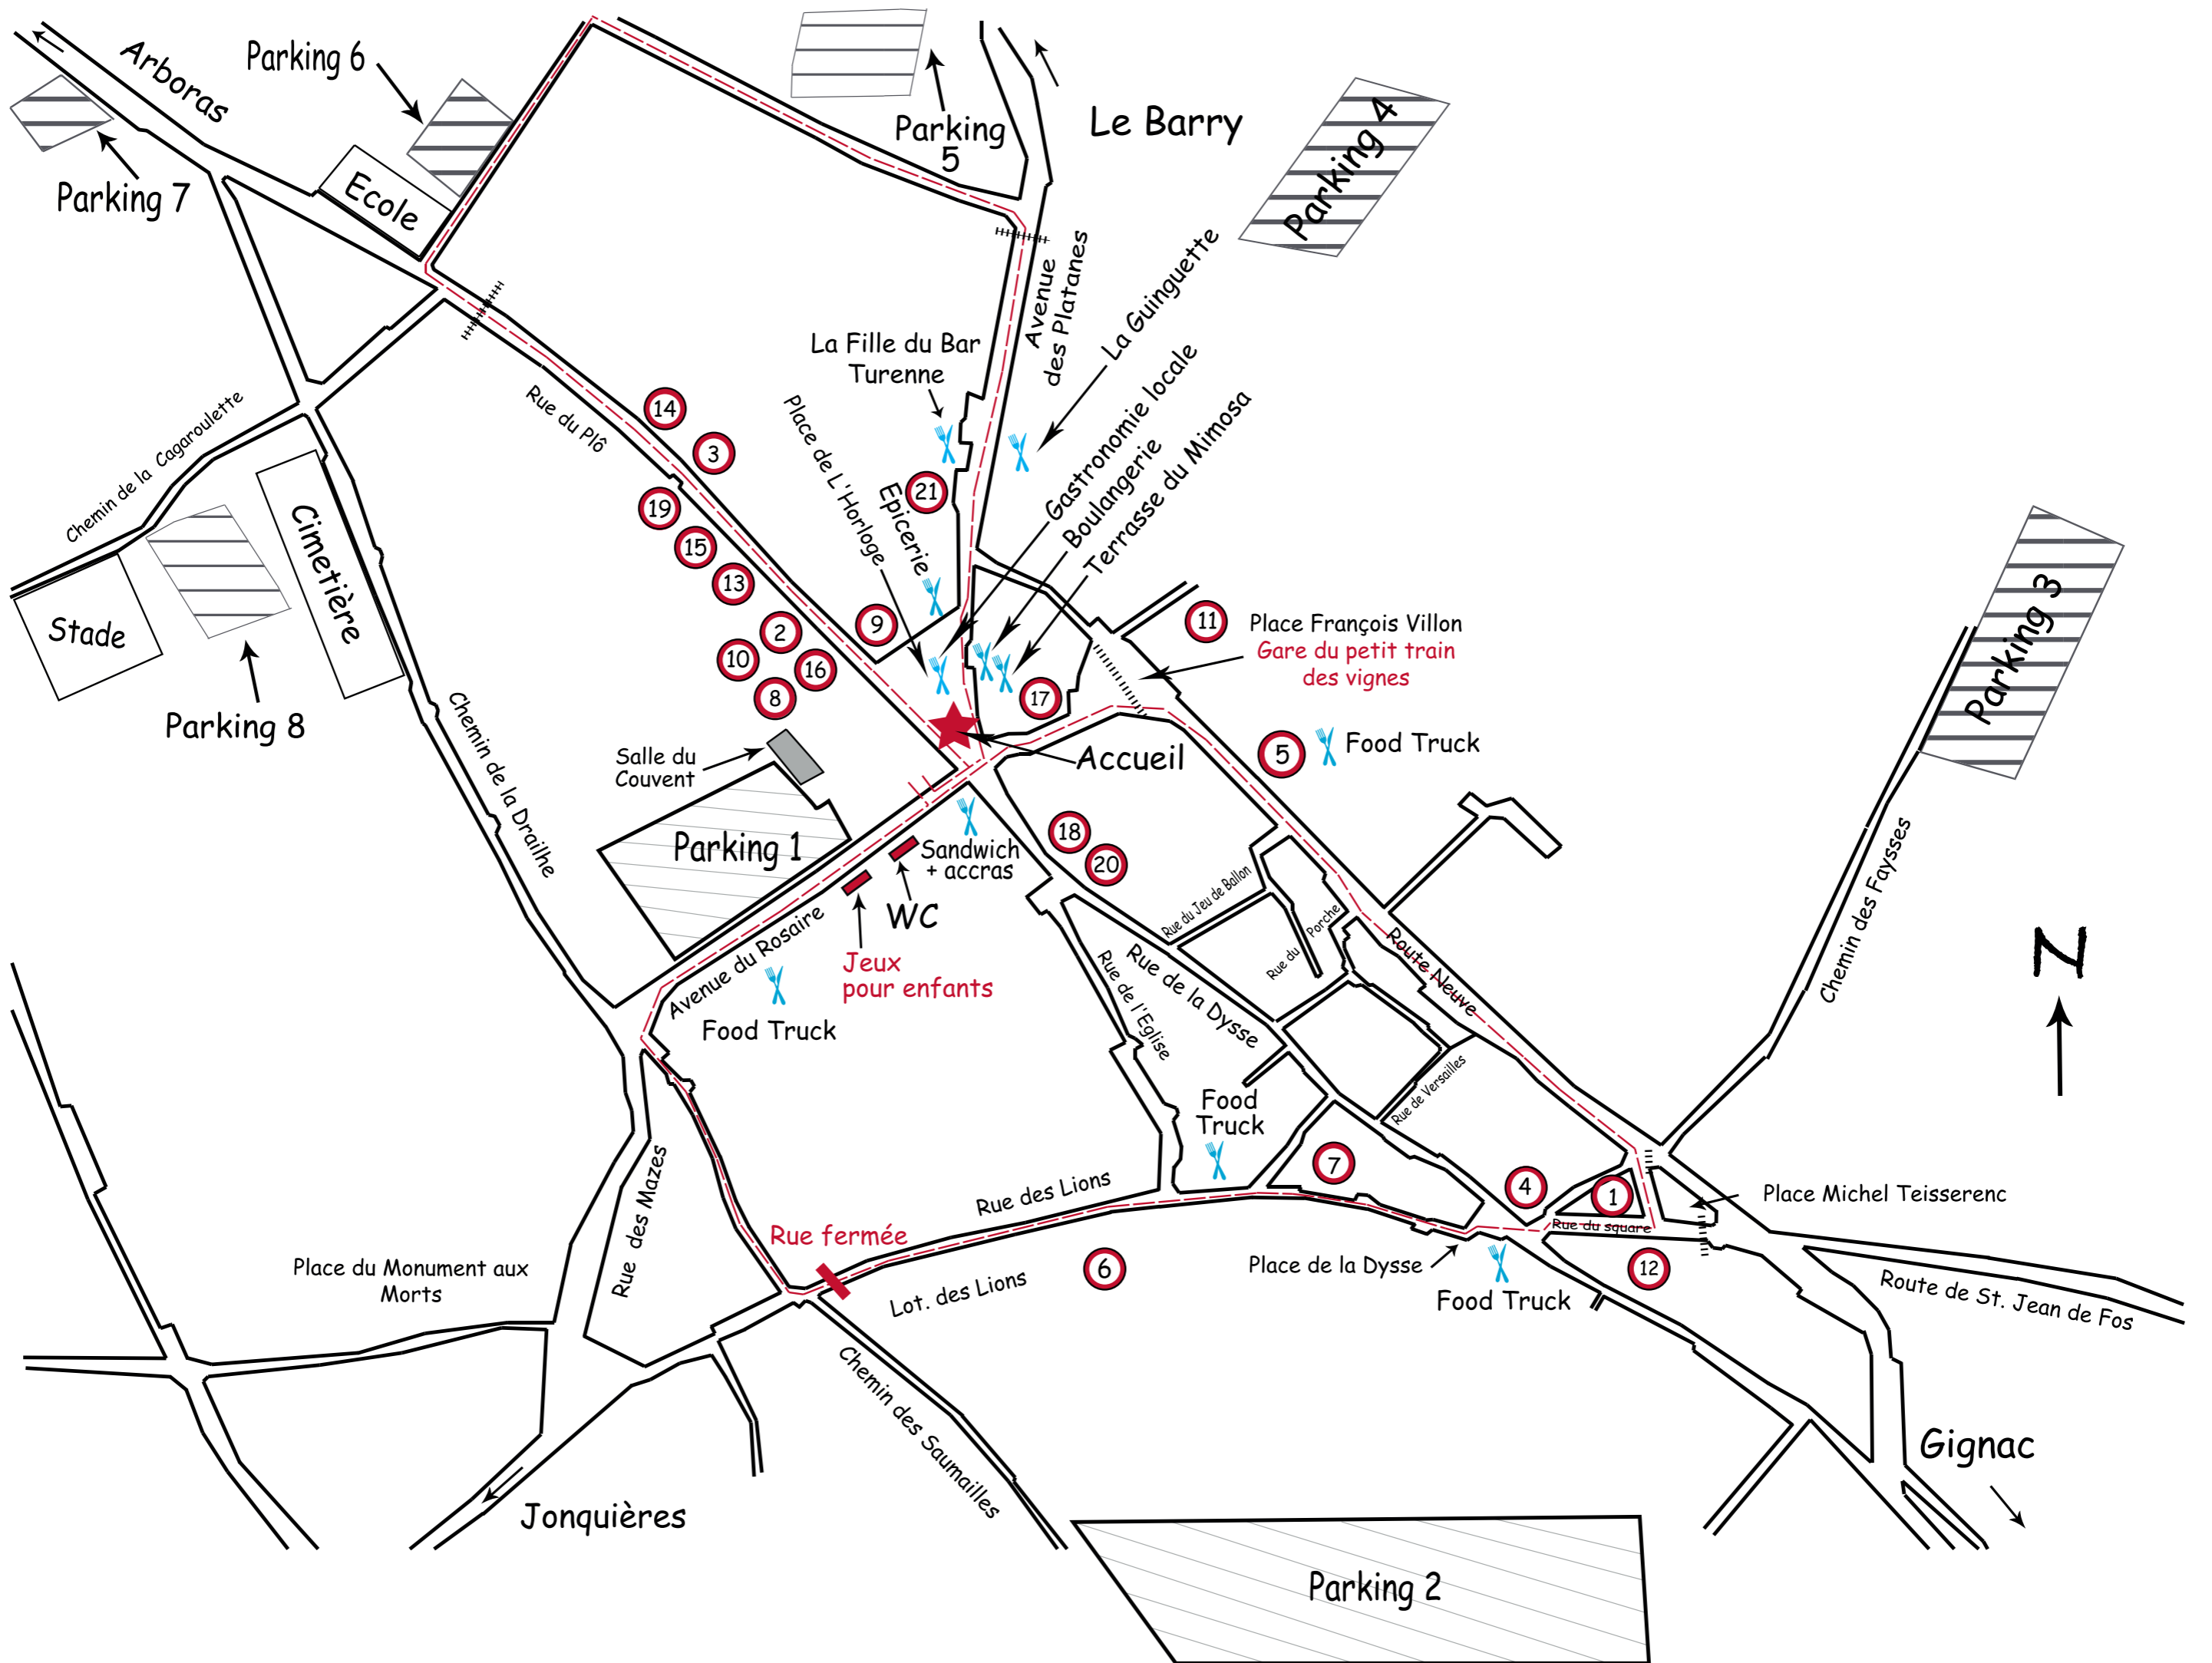 Arboras
Parking 6
Parking 7
Ecole
Parking
5
Le Barry
Parking 4
Avenue
des Platanes
La Guinguette
La Fille du Bar
Turenne
Gastronomie locale
Boulangerie
Terrasse du Mimosa
Place de L'Horloge
Epicerie
Rue du Plô
14
3
21
19
15
13
2
9
10
16
8
17
11
Chemin de la Cagaroulette
Cimetière
Stade
Parking 8
Place François Villon
Gare du petit train
des vignes
Parking 3
Chemin de la Drailhe
Salle du
Couvent
Accueil
5
Food Truck
Parking 1
Sandwich
+ accras
18
20
WC
Jeux
pour enfants
Avenue du Rosaire
Food Truck
Rue du Jeu de Ballon
Rue du Porche
Route Neuve
Chemin des Faysses
N
Rue de l'Eglise
Rue de la Dysse
Rue de Versailles
Food
Truck
7
4
1
Rue du square
Place Michel Teisserenc
12
Rue des Mazes
Rue fermée
Rue des Lions
Lot. des Lions
6
Place de la Dysse
Food Truck
Place du Monument aux
Morts
Route de St. Jean de Fos
Chemin des Saumailles
Gignac
Jonquières
Parking 2